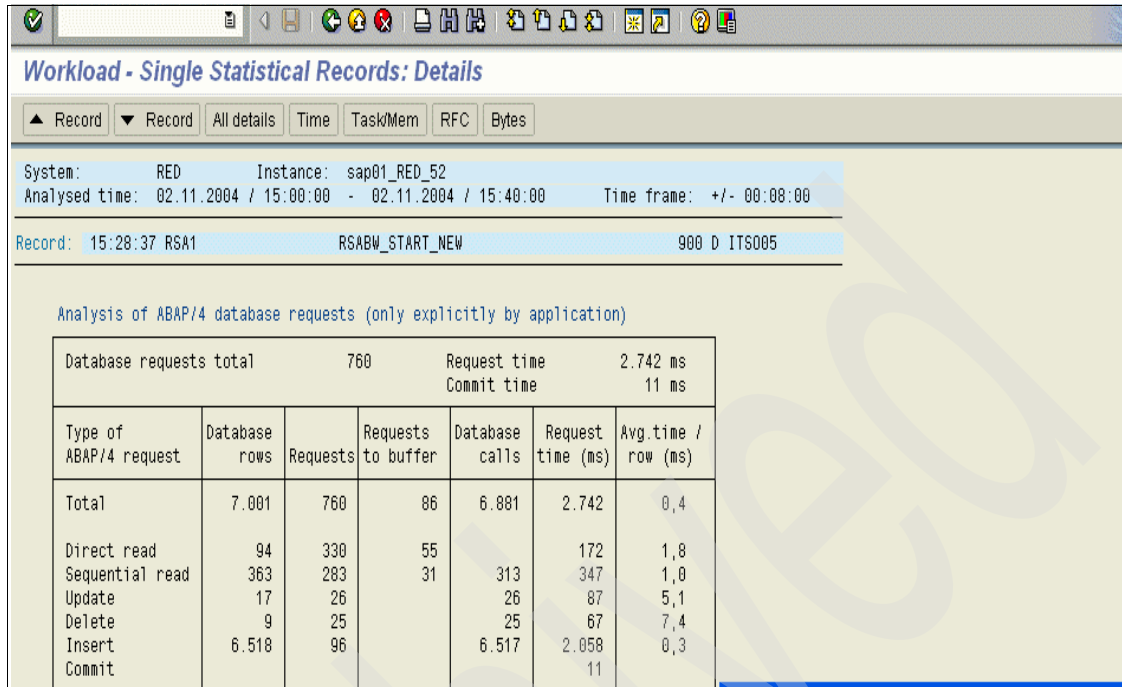 Workload - Single Statistical Records: Details
Record Record All details Time Task/Mem RFC Bytes
System: RED Instance: sap01_RED_52
Analysed time: 02.11.2004 / 15:00:00 - 02.11.2004 / 15:40:00 Time frame: +/- 00:08:00
Record: 15:28:37 RSA1 RSABW_START_NEW 900 D ITSO05
Analysis of ABAP/4 database requests (only explicitly by application)
Database requests total 760 Request time 2.742 ms
Commit time 11 ms
Type of Database Requests Database Request Avg.time /
ABAP/4 request rows Requests to buffer calls time (ms) row (ms)
Total 7.001 760 86 6.881 2.742 0,4
Direct read 94 330 55 172 1,8
Sequential read 363 283 31 313 347 1,0
Update 17 26 26 87 5,1
Delete 9 25 25 67 7,4
Insert 6.518 96 6.517 2.058 0,3
Commit 11